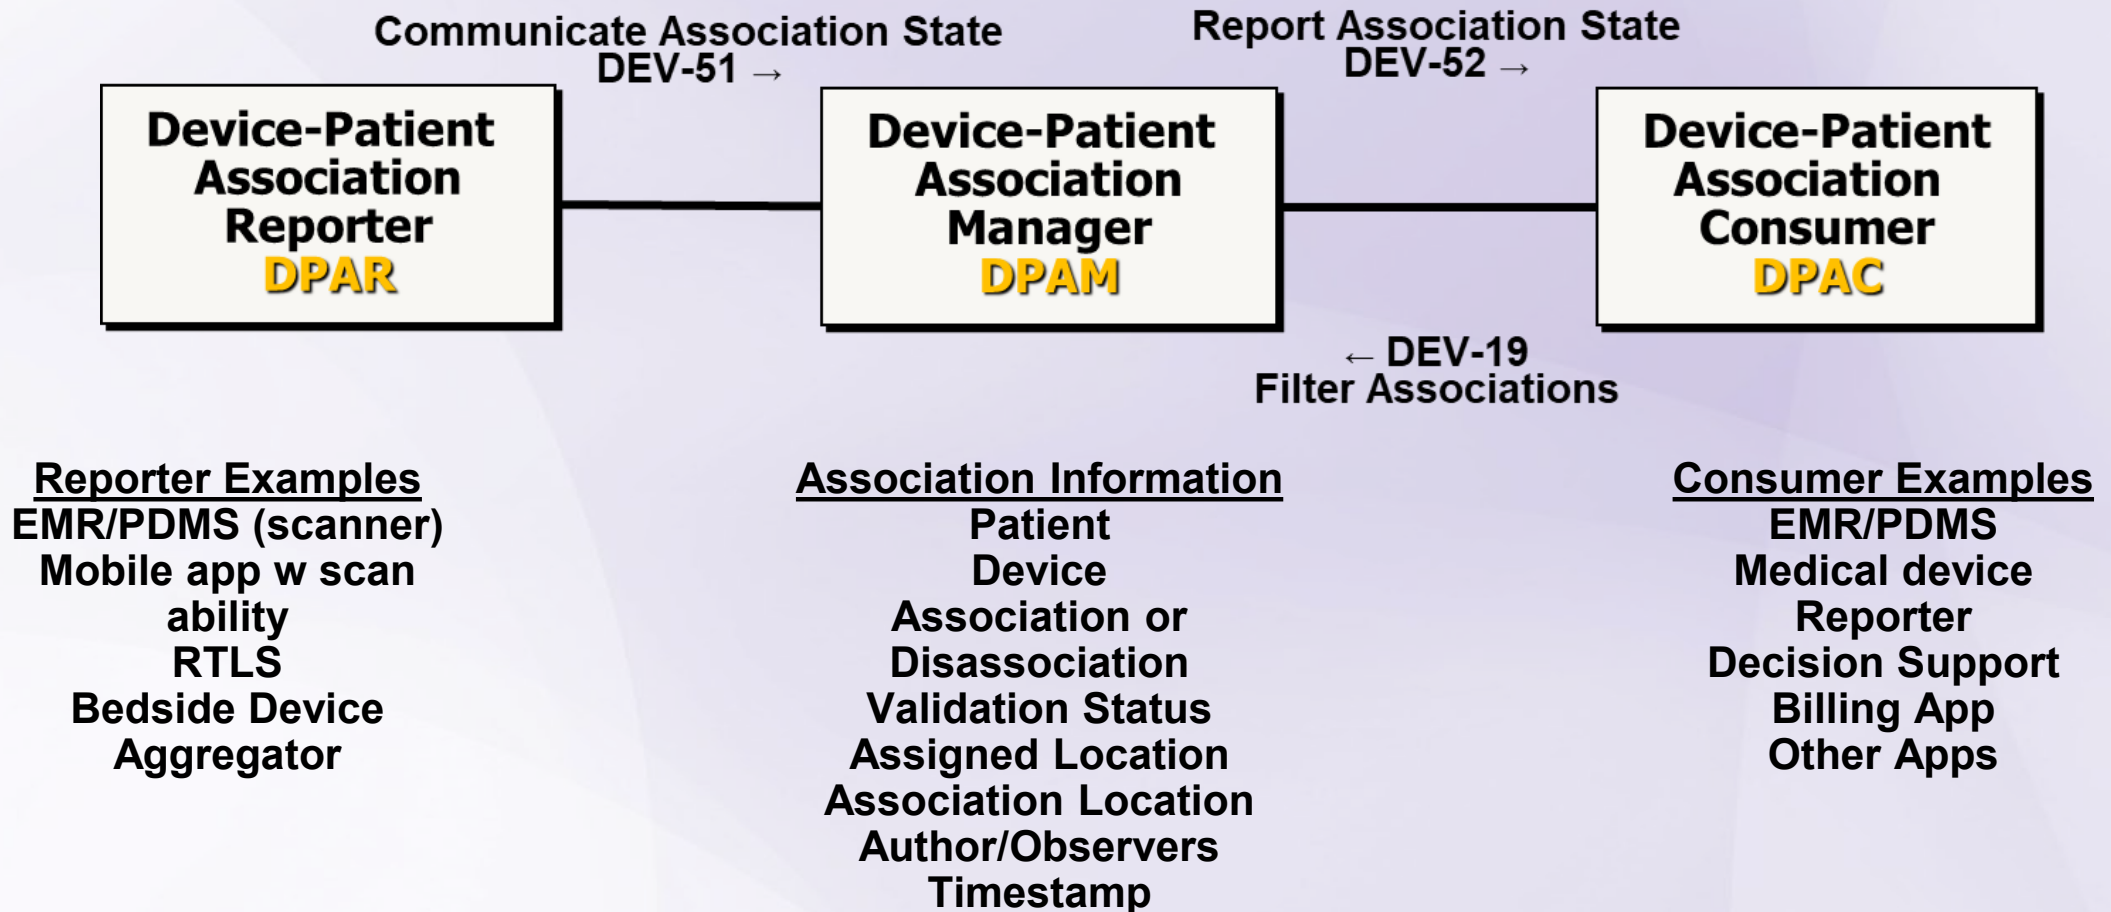 Communicate Association State
DEV-51 →
Report Association State
DEV-52 →
Device-Patient
Association
Reporter
DPAR
Device-Patient
Association
Manager
DPAM
Device-Patient
Association
Consumer
DPAC
← DEV-19
Filter Associations
Reporter Examples
EMR/PDMS (scanner)
Mobile app w scan
ability
RTLS
Bedside Device
Aggregator
Association Information
Patient
Device
Association or
Disassociation
Validation Status
Assigned Location
Association Location
Author/Observers
Timestamp
Consumer Examples
EMR/PDMS
Medical device
Reporter
Decision Support
Billing App
Other Apps